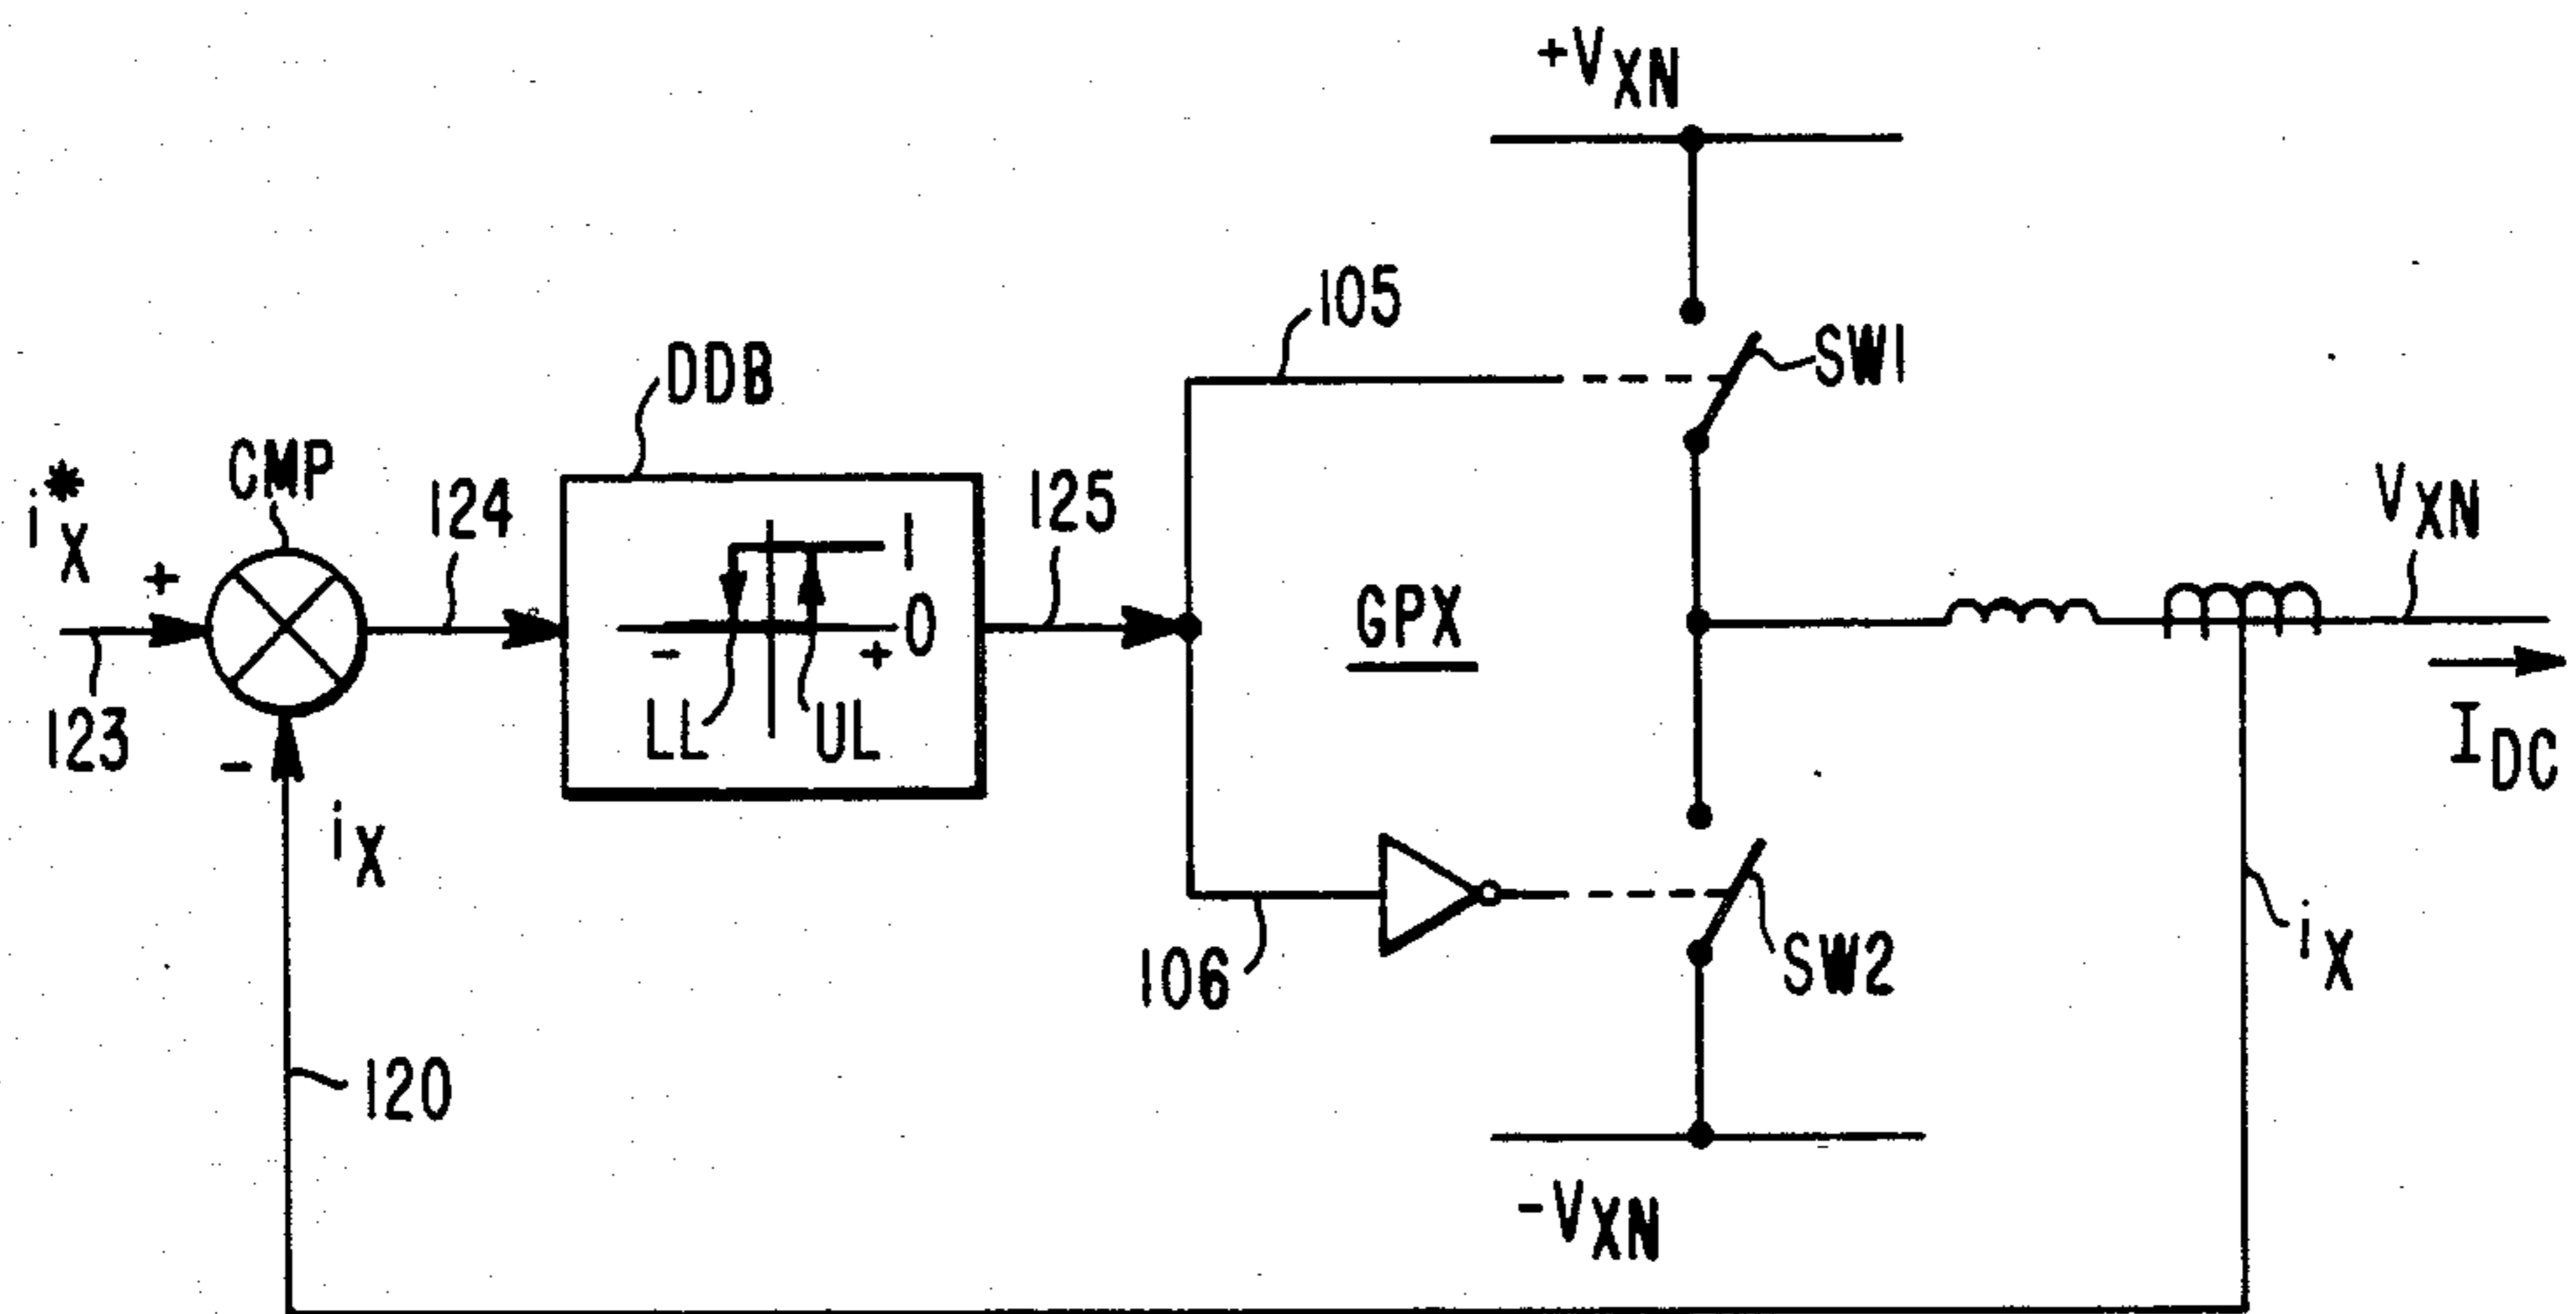 +VXN
105
SW1
DDB
CMP
i*X
+
124
125
VXN
1
0
GPX
-
+
LL
UL
123
-
iX
IDC
106
SW2
iX
120
-VXN